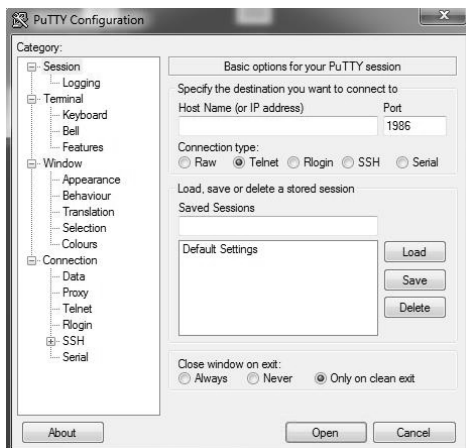 PuTTY Configuration
Category:
Session
Logging
Terminal
Keyboard
Bell
Features
Window
Appearance
Behaviour
Translation
Selection
Colours
Connection
Data
Proxy
Telnet
Rlogin
SSH
Serial
Basic options for your PuTTY session
Specify the destination you want to connect to
Host Name (or IP address) Port
1986
Connection type:
Raw Telnet Rlogin SSH Serial
Load, save or delete a stored session
Saved Sessions
Default Settings
Load
Save
Delete
Close window on exit:
Always Never Only on clean exit
About Open Cancel